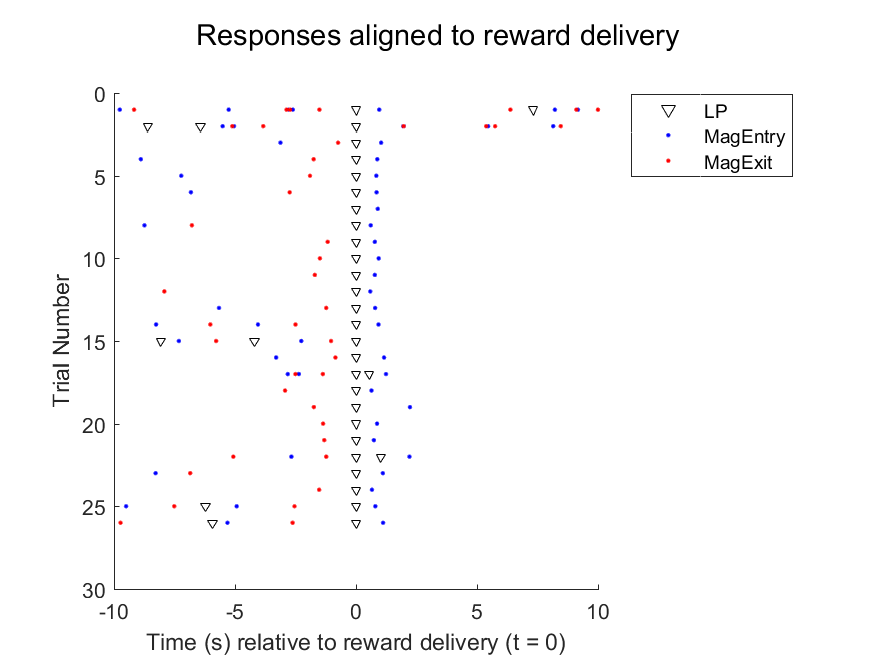 Responses aligned to reward delivery
LP
MagEntry
MagExit
Trial Number
0
5
10
15
20
25
30
-10
-5
0
5
10
Time (s) relative to reward delivery (t = 0)